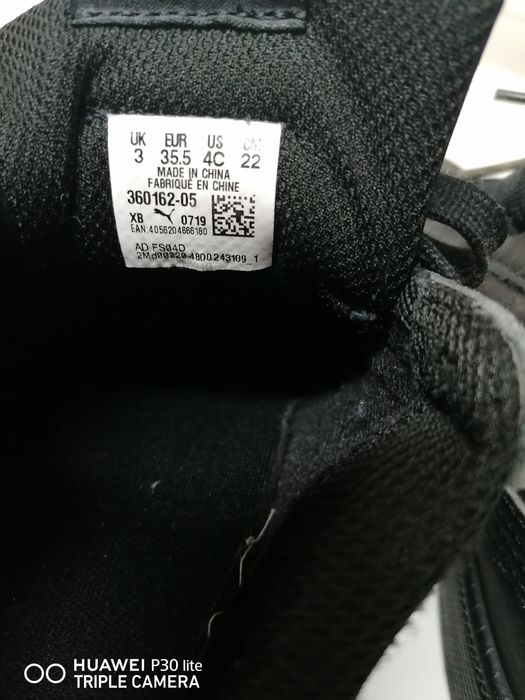 UK EUR US CM
3 35.5 4C 22
MADE IN CHINA
FABRIQUÉ EN CHINE
360162-05
XB 0719
EAN:4056204666180
AD FS04D
HUAWEI P30 lite
TRIPLE CAMERA